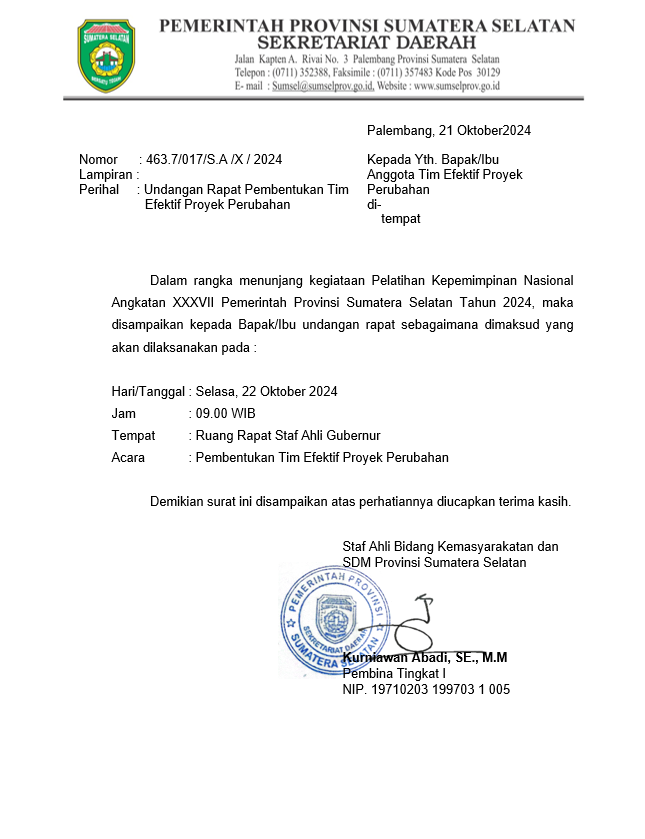 SUMATERA SELATAN
BERSATU TEGUH
PEMERINTAH PROVINSI SUMATERA SELATAN
SEKRETARIAT DAERAH
Jalan Kapten A. Rivai No. 3 Palembang Provinsi Sumatera Selatan
Telepon : (0711) 352388, Faksimile : (0711) 357483 Kode Pos 30129
E- mail : Sumsel@sumselprov.go.id, Website : www.sumselprov.go.id
Palembang, 21 Oktober2024
Nomor : 463.7/017/S.A /X / 2024
Lampiran :
Perihal : Undangan Rapat Pembentukan Tim
Efektif Proyek Perubahan
Kepada Yth. Bapak/Ibu
Anggota Tim Efektif Proyek
Perubahan
di-
tempat
Dalam rangka menunjang kegiataan Pelatihan Kepemimpinan Nasional
Angkatan XXXVII Pemerintah Provinsi Sumatera Selatan Tahun 2024, maka
disampaikan kepada Bapak/Ibu undangan rapat sebagaimana dimaksud yang
akan dilaksanakan pada :
Hari/Tanggal : Selasa, 22 Oktober 2024
Jam : 09.00 WIB
Tempat : Ruang Rapat Staf Ahli Gubernur
Acara : Pembentukan Tim Efektif Proyek Perubahan
Demikian surat ini disampaikan atas perhatiannya diucapkan terima kasih.
Staf Ahli Bidang Kemasyarakatan dan
SDM Provinsi Sumatera Selatan
PEMERINTAH PROVINSI
SEKRETARIAT DAERAH
SUMATERA SELATAN
Kurniawan Abadi, SE., M.M
Pembina Tingkat I
NIP. 19710203 199703 1 005